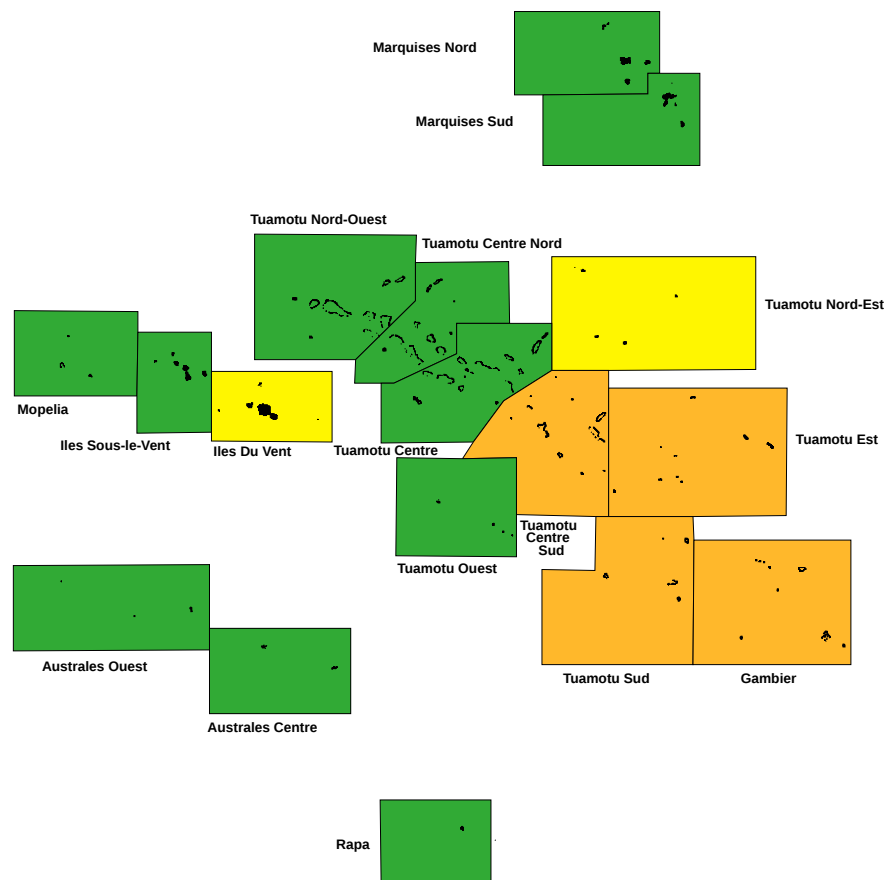 Marquises Nord
Marquises Sud
Tuamotu Nord-Ouest
Tuamotu Centre Nord
Tuamotu Nord-Est
Mopelia
Iles Sous-le-Vent
Iles Du Vent
Tuamotu Centre
Tuamotu Est
Tuamotu
Centre
Sud
Tuamotu Ouest
Australes Ouest
Tuamotu Sud
Gambier
Australes Centre
Rapa